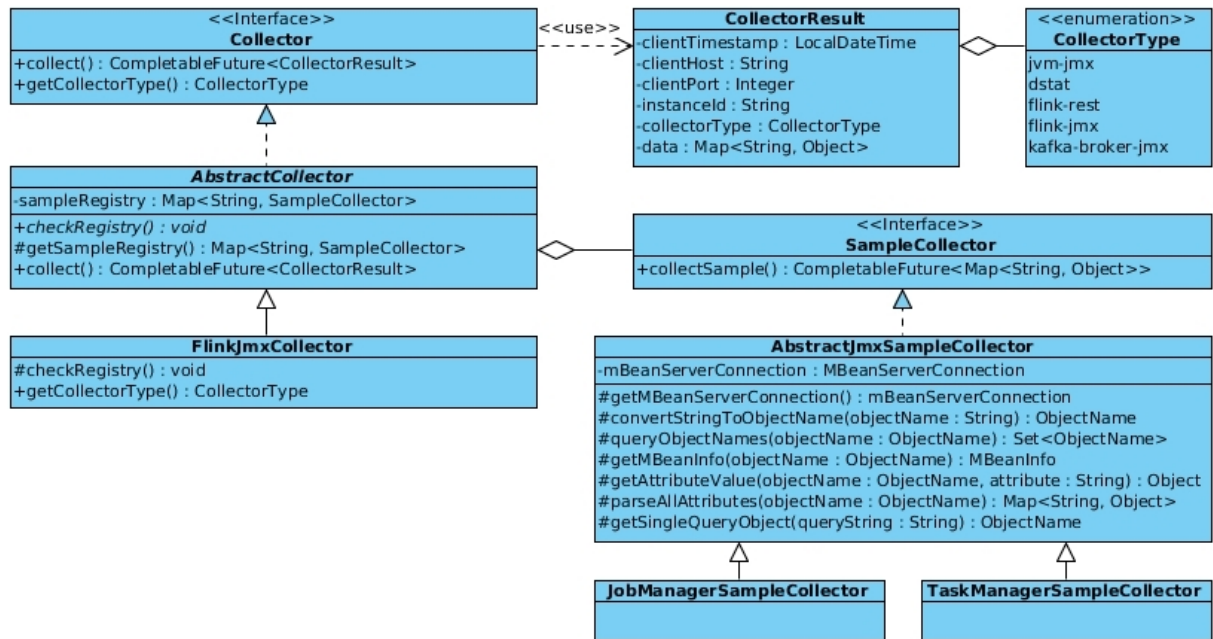 <<Interface>>
Collector
+collect() : CompletableFuture<CollectorResult>
+getCollectorType() : CollectorType
<<use>>
CollectorResult
-clientTimestamp : LocalDateTime
-clientHost : String
-clientPort : Integer
-instanceId : String
-collectorType : CollectorType
-data : Map<String, Object>
<<enumeration>>
CollectorType
jvm-jmx
dstat
flink-rest
flink-jmx
kafka-broker-jmx
AbstractCollector
-sampleRegistry : Map<String, SampleCollector>
+checkRegistry() : void
#getSampleRegistry() : Map<String, SampleCollector>
+collect() : CompletableFuture<CollectorResult>
<<Interface>>
SampleCollector
+collectSample() : CompletableFuture<Map<String, Object>>
FlinkJmxCollector
#checkRegistry() : void
+getCollectorType() : CollectorType
AbstractJmxSampleCollector
-mBeanServerConnection : MBeanServerConnection
#getMBeanServerConnection() : mBeanServerConnection
#convertStringToObjectName(objectName : String) : ObjectName
#queryObjectNames(objectName : ObjectName) : Set<ObjectName>
#getMBeanInfo(objectName : ObjectName) : MBeanInfo
#getAttributeValue(objectName : ObjectName, attribute : String) : Object
#parseAllAttributes(objectName : ObjectName) : Map<String, Object>
#getSingleQueryObject(queryString : String) : ObjectName
JobManagerSampleCollector
TaskManagerSampleCollector